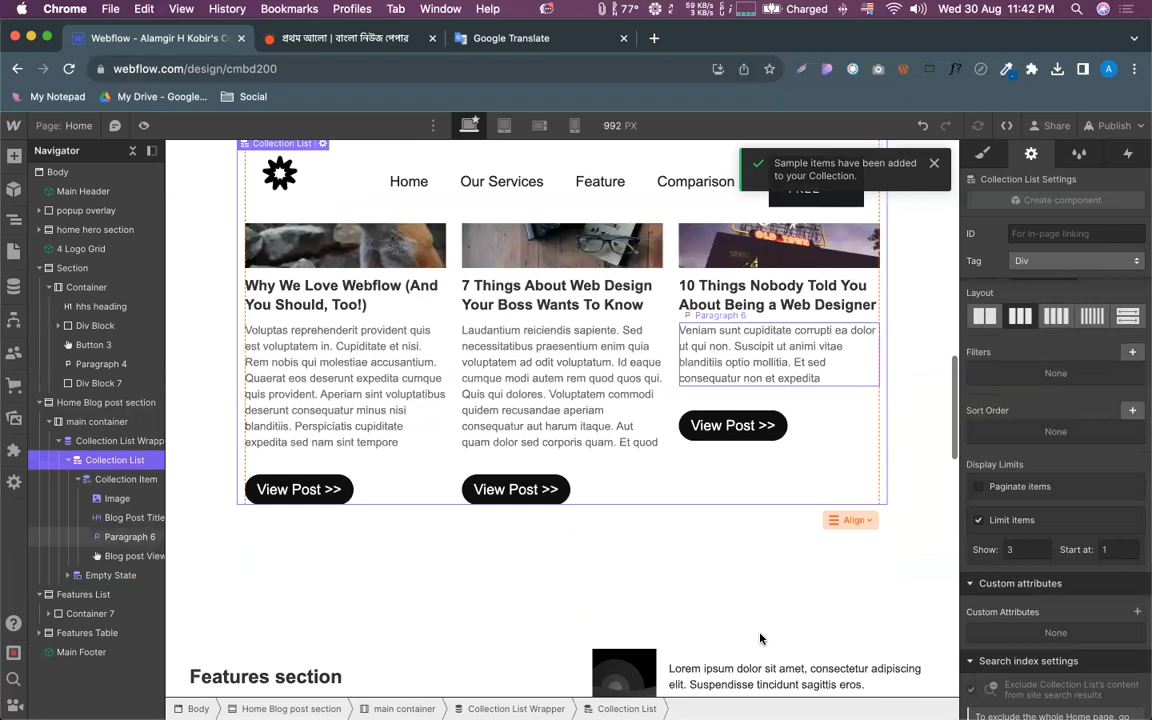 Chrome File Edit View History Bookmarks Profiles Tab Window Help 77° 59 KB 3 KB/s Charged Wed 30 Aug 11:42 PM
Webflow - Alamgir H Kobir's C প্রথম আলো | বাংলা নিউজ পেপার Google Translate
webflow.com/design/cmbd200
My Notepad My Drive - Google... Social
Page: Home 992 PX Share Publish
Navigator
Body
Main Header
popup overlay
home hero section
4 Logo Grid
Section
Container
hhs heading
Div Block
Button 3
Paragraph 4
Div Block 7
Home Blog post section
main container
Collection List Wrapp
Collection List
Collection Item
Image
Blog Post Title
Paragraph 6
Blog post View
Empty State
Features List
Container 7
Features Table
Main Footer
Collection List
Home Our Services Feature Comparison
FREE
Sample items have been added
to your Collection.
Why We Love Webflow (And
You Should, Too!)
Voluptas reprehenderit provident quis
est voluptatem in. Cupiditate et nisi.
Rem nobis qui molestiae accusantium.
Quaerat eos deserunt expedita cumque
quis provident. Aperiam sint voluptatibus
deserunt consequatur minus nisi
blanditiis. Perspiciatis cupiditate
expedita sed nam sint tempore
View Post >>
7 Things About Web Design
Your Boss Wants To Know
Laudantium reiciendis sapiente. Sed
necessitatibus praesentium enim quia
voluptatem ad odit voluptatum. Id eaque
cumque modi autem rem quod quos qui.
Quis qui dolores. Voluptatem commodi
quidem recusandae aperiam
consequatur aut harum itaque. Aut
quam dolor sed corporis quam. Et quod
View Post >>
OLD TOWN
10 Things Nobody Told You
About Being a Web Designer
Paragraph 6
Veniam sunt cupiditate corrupti ea dolor
ut qui non. Suscipit ut animi vitae
blanditiis optio mollitia. Et sed
consequatur non et expedita
View Post >>
Align
Features section
Lorem ipsum dolor sit amet, consectetur adipiscing
elit. Suspendisse tincidunt sagittis eros.
Collection List Settings
Create component
ID For in-page linking
Tag Div
Layout
Filters
None
Sort Order
None
Display Limits
Paginate items
Limit items
Show: 3 Start at: 1
Custom attributes
Custom Attributes
None
Search index settings
Exclude Collection List's content
from site search results
To exclude the whole Home page, go
Body Home Blog post section main container Collection List Wrapper Collection List